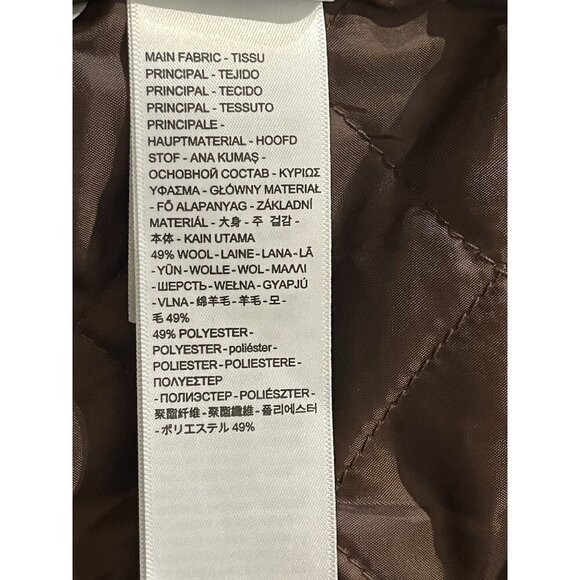 MAIN FABRIC - TISSU
PRINCIPAL - TEJIDO
PRINCIPAL - TECIDO
PRINCIPAL - TESSUTO
PRINCIPALE -
HAUPTMATERIAL - HOOFD
STOF - ANA KUMAŞ -
ОСНОВНОЙ СОСТАВ - ΚΥΡΙΩΣ
ΥΦΑΣΜΑ - GŁÓWNY MATERIAŁ
- FŐ ALAPANYAG - ZÁKLADNÍ
MATERIÁL - 大身 - 주 겉감 -
本体 - KAIN UTAMA
49% WOOL - LAINE - LANA - LÃ
- YÜN - WOLLE - WOL - ΜΑΛΛΙ
- ШЕРСТЬ - WEŁNA - GYAPJÚ
- VLNA - 绵羊毛 - 羊毛 - 모 -
毛 49%
49% POLYESTER -
POLYESTER - poliéster -
POLIESTER - POLIESTERE -
ΠΟΛΥΕΣΤΕΡ
- ПОЛИЭСТЕР - POLIÉSZTER -
聚酯纤维 - 聚酯纖維 - 폴리에스터
- ポリエステル 49%